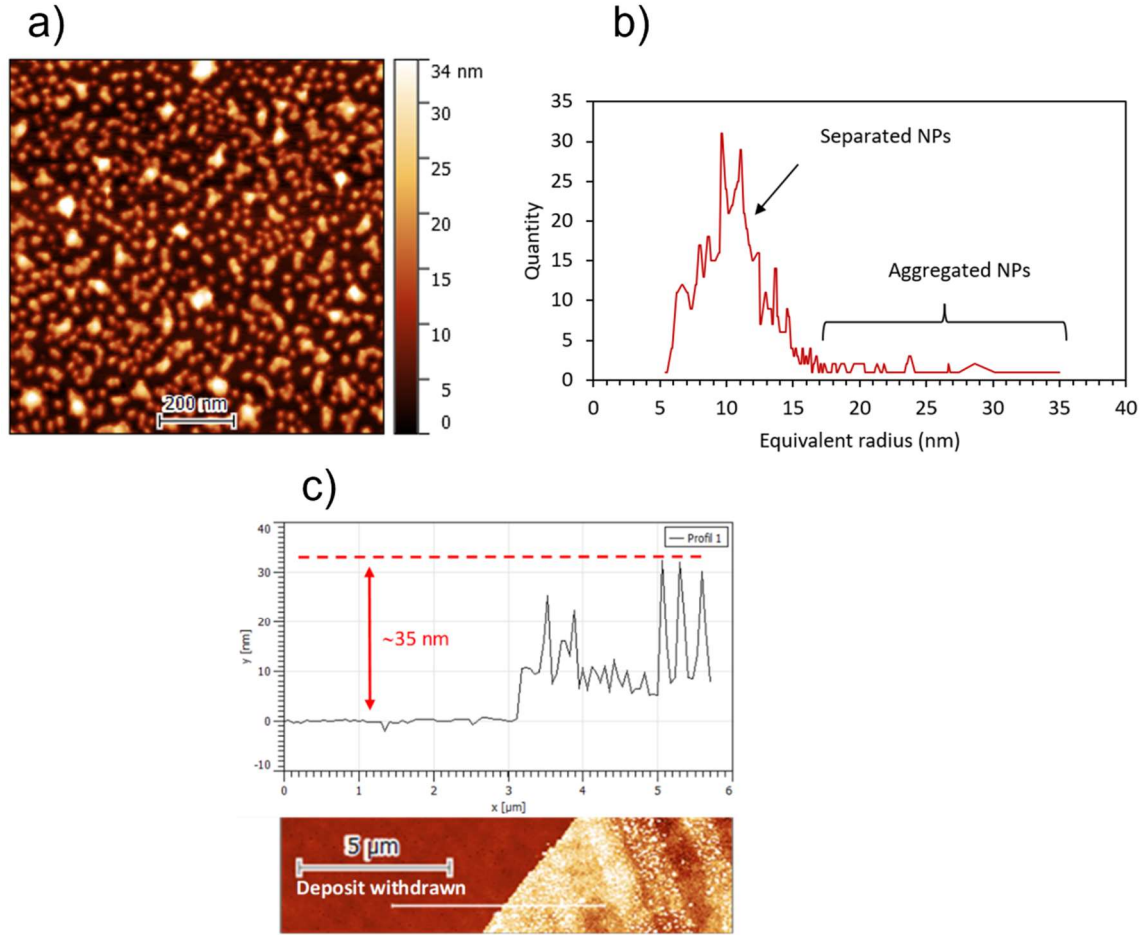 a)
34 nm
30
20
10
5
0
200 nm
b)
35
30
25
20
15
10
5
0
Quantity
Separated NPs
Aggregated NPs
0 5 10 15 20 25 30 35 40
Equivalent radius (nm)
c)
40
30
20
10
0
-10
y [nm]
Profil 1
~35 nm
0 1 2 3 4 5 6
x [µm]
5 µm
Deposit withdrawn